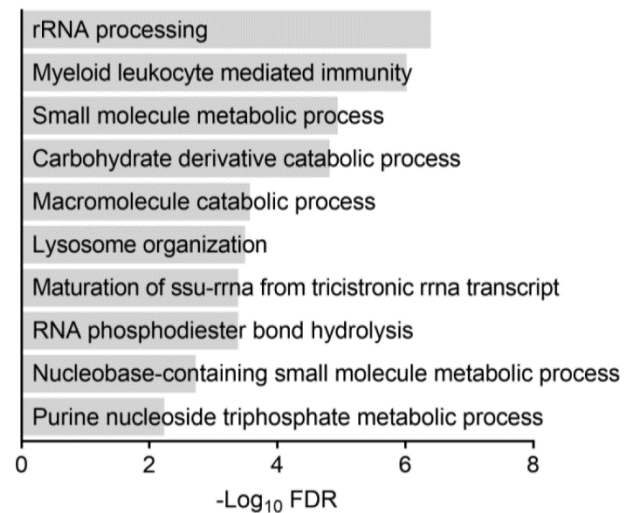 rRNA processing
Myeloid leukocyte mediated immunity
Small molecule metabolic process
Carbohydrate derivative catabolic process
Macromolecule catabolic process
Lysosome organization
Maturation of ssu-rrna from tricistronic rrna transcript
RNA phosphodiester bond hydrolysis
Nucleobase-containing small molecule metabolic process
Purine nucleoside triphosphate metabolic process
0 2 4 6 8
-Log₁₀ FDR